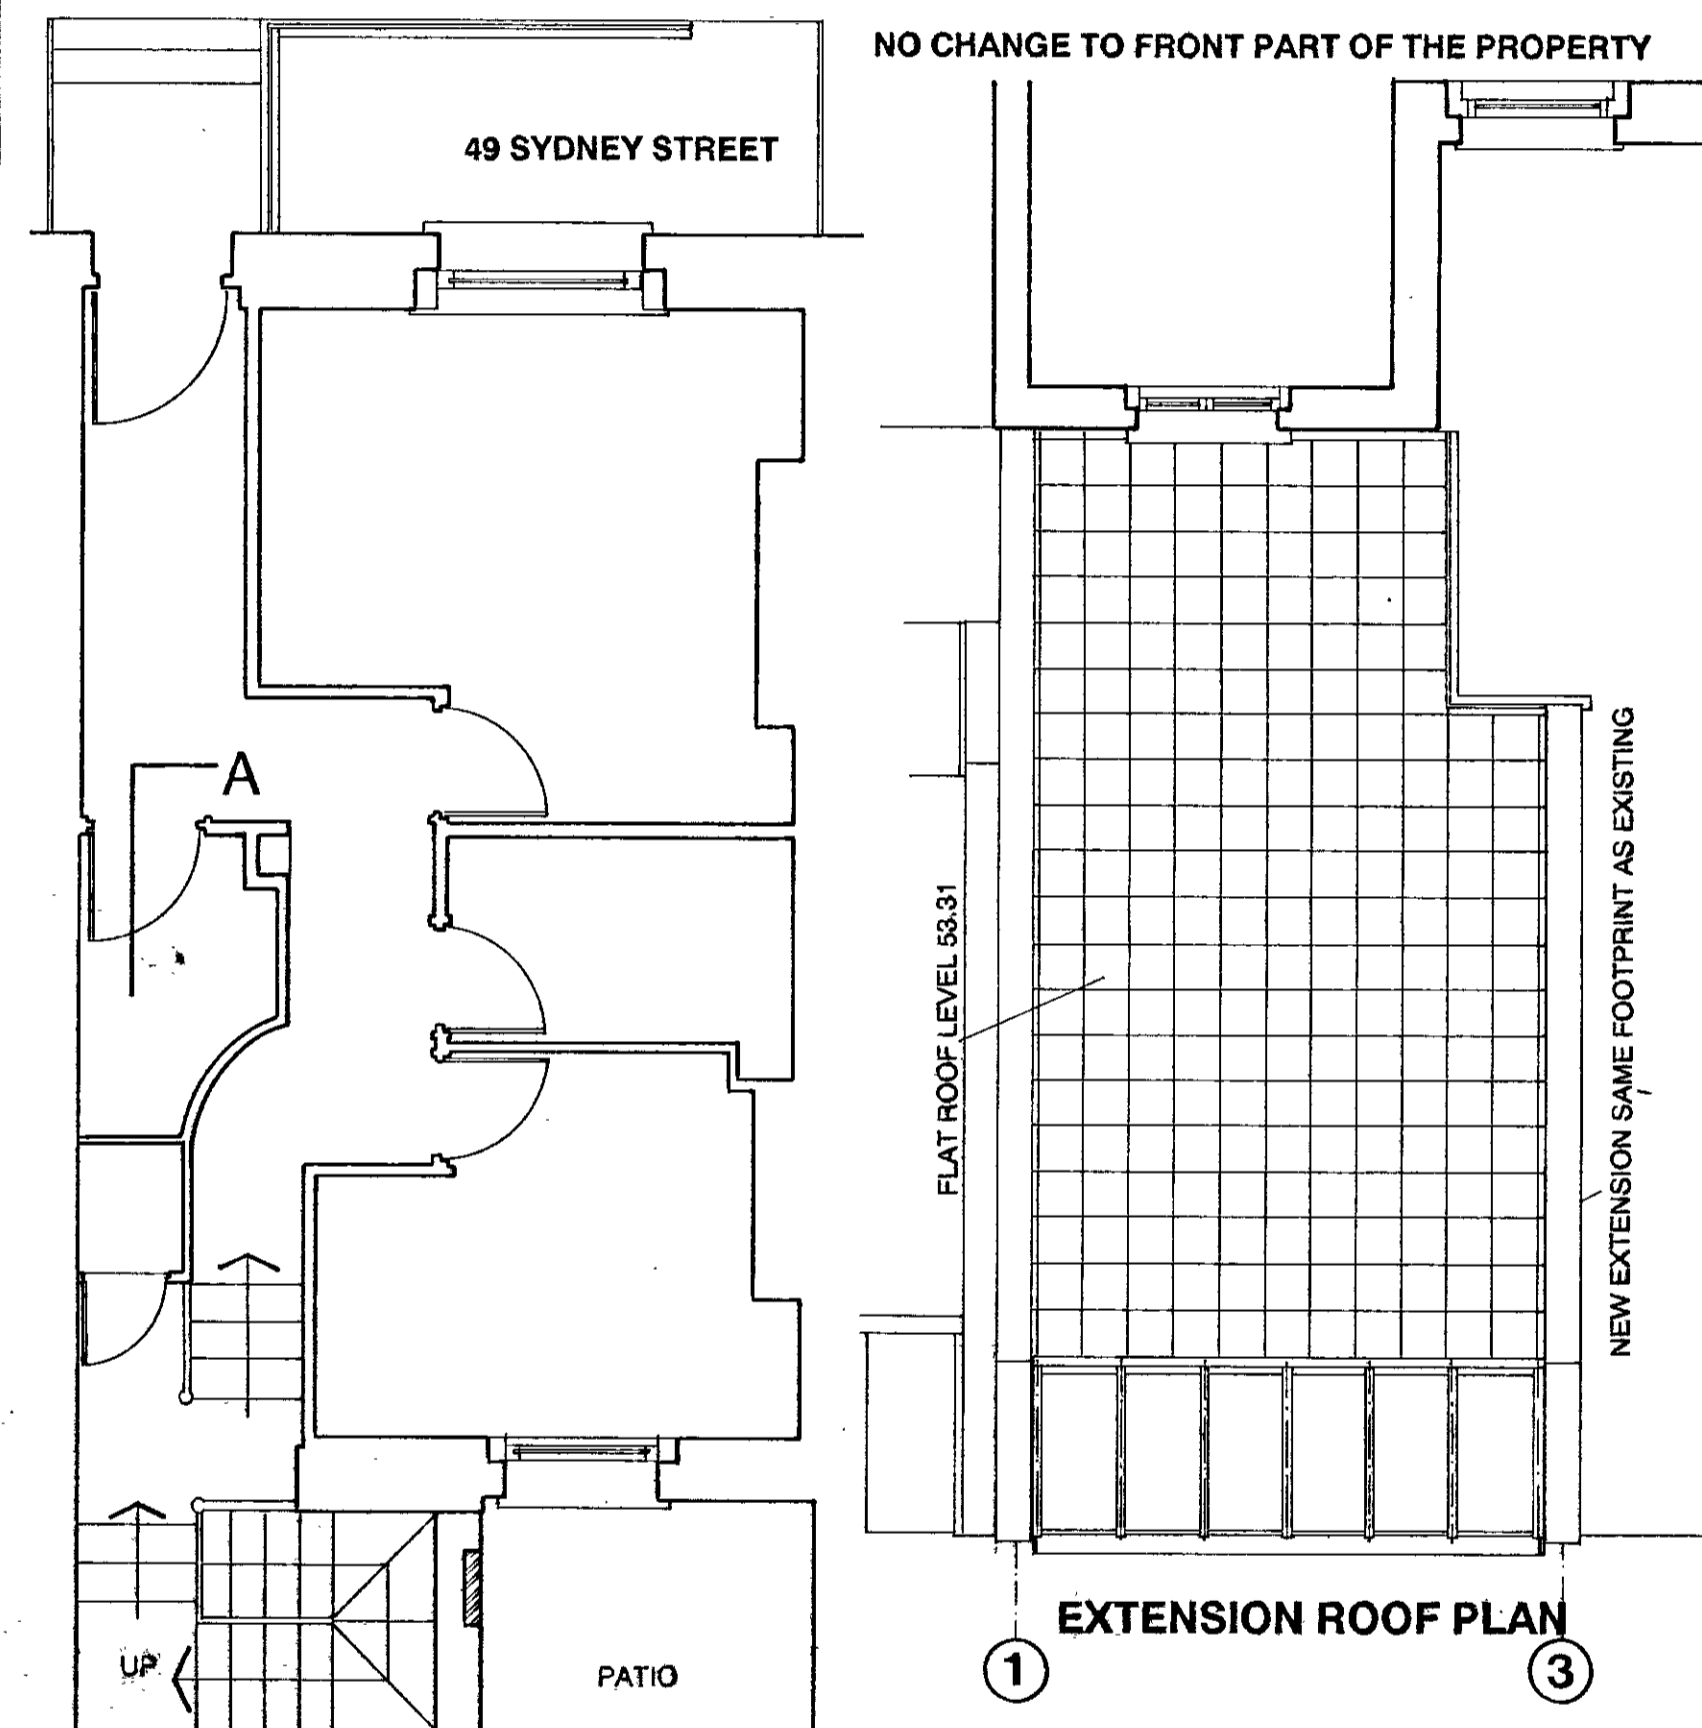 NO CHANGE TO FRONT PART OF THE PROPERTY
49 SYDNEY STREET
A
FLAT ROOF LEVEL 53.31
NEW EXTENSION SAME FOOTPRINT AS EXISTING
UP
PATIO
EXTENSION ROOF PLAN
1
3